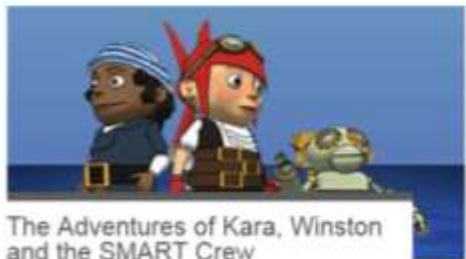 The Adventures of Kara, Winston
and the SMART Crew